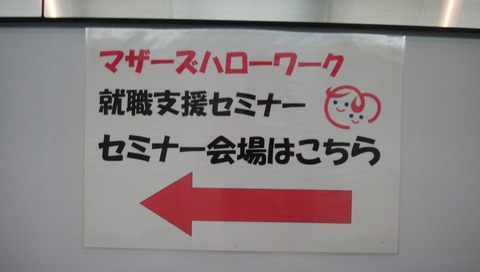 マザーズハローワーク
就職支援セミナー
セミナー会場はこちら